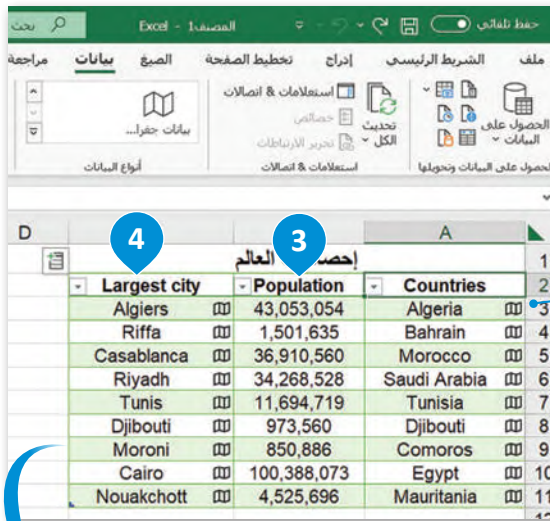 حفظ تلقائي
المصنف1 - Excel
بحث
ملف الشريط الرئيسي إدراج تخطيط الصفحة الصيغ بيانات مراجعة
الحصول على البيانات
تحديث الكل
استعلامات & اتصالات
خصائص
تحرير الارتباطات
بيانات جغرا...
الحصول على البيانات وتحويلها
استعلامات & اتصالات
أنواع البيانات
A D
3 4
1 العالم
2 Countries Population Largest city
3 Algeria 43,053,054 Algiers
4 Bahrain 1,501,635 Riffa
5 Morocco 36,910,560 Casablanca
6 Saudi Arabia 34,268,528 Riyadh
7 Tunisia 11,694,719 Tunis
8 Djibouti 973,560 Djibouti
9 Comoros 850,886 Moroni
10 Egypt 100,388,073 Cairo
11 Mauritania 4,525,696 Nouakchott